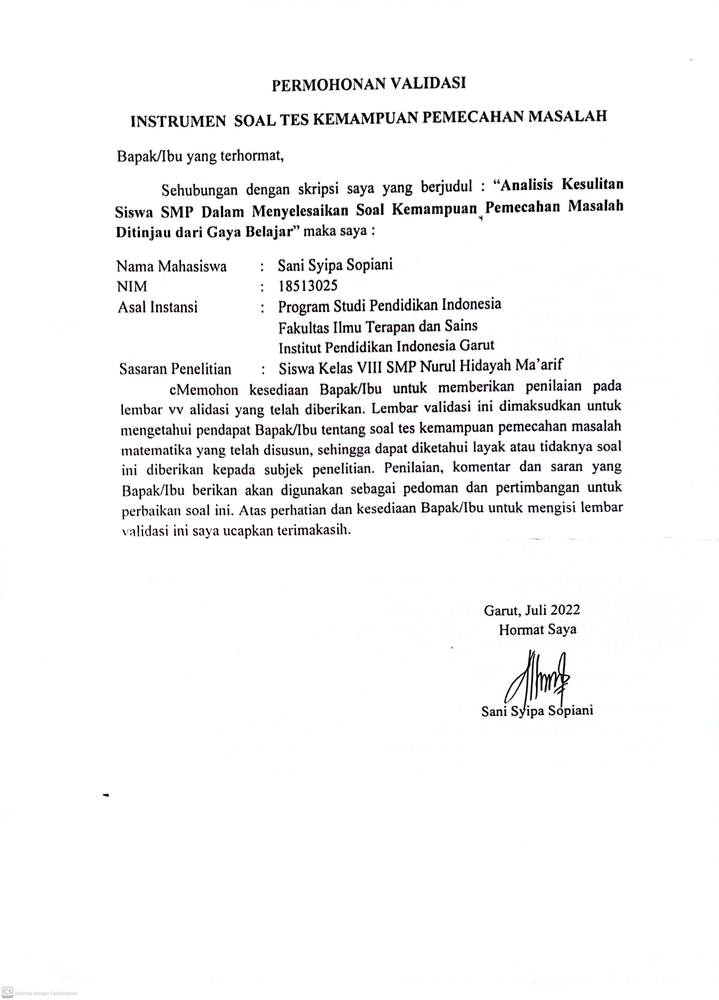 PERMOHONAN VALIDASI
INSTRUMEN SOAL TES KEMAMPUAN PEMECAHAN MASALAH
Bapak/Ibu yang terhormat,
Sehubungan dengan skripsi saya yang berjudul : “Analisis Kesulitan
Siswa SMP Dalam Menyelesaikan Soal Kemampuan Pemecahan Masalah
Ditinjau dari Gaya Belajar” maka saya :
Nama Mahasiswa : Sani Syipa Sopiani
NIM : 18513025
Asal Instansi : Program Studi Pendidikan Indonesia
Fakultas Ilmu Terapan dan Sains
Institut Pendidikan Indonesia Garut
Sasaran Penelitian : Siswa Kelas VIII SMP Nurul Hidayah Ma’arif
cMemohon kesediaan Bapak/Ibu untuk memberikan penilaian pada
lembar vv alidasi yang telah diberikan. Lembar validasi ini dimaksudkan untuk
mengetahui pendapat Bapak/Ibu tentang soal tes kemampuan pemecahan masalah
matematika yang telah disusun, sehingga dapat diketahui layak atau tidaknya soal
ini diberikan kepada subjek penelitian. Penilaian, komentar dan saran yang
Bapak/Ibu berikan akan digunakan sebagai pedoman dan pertimbangan untuk
perbaikan soal ini. Atas perhatian dan kesediaan Bapak/Ibu untuk mengisi lembar
validasi ini saya ucapkan terimakasih.
Garut, Juli 2022
Hormat Saya
Sani Syipa Sopiani
CS Dipindai dengan CamScanner